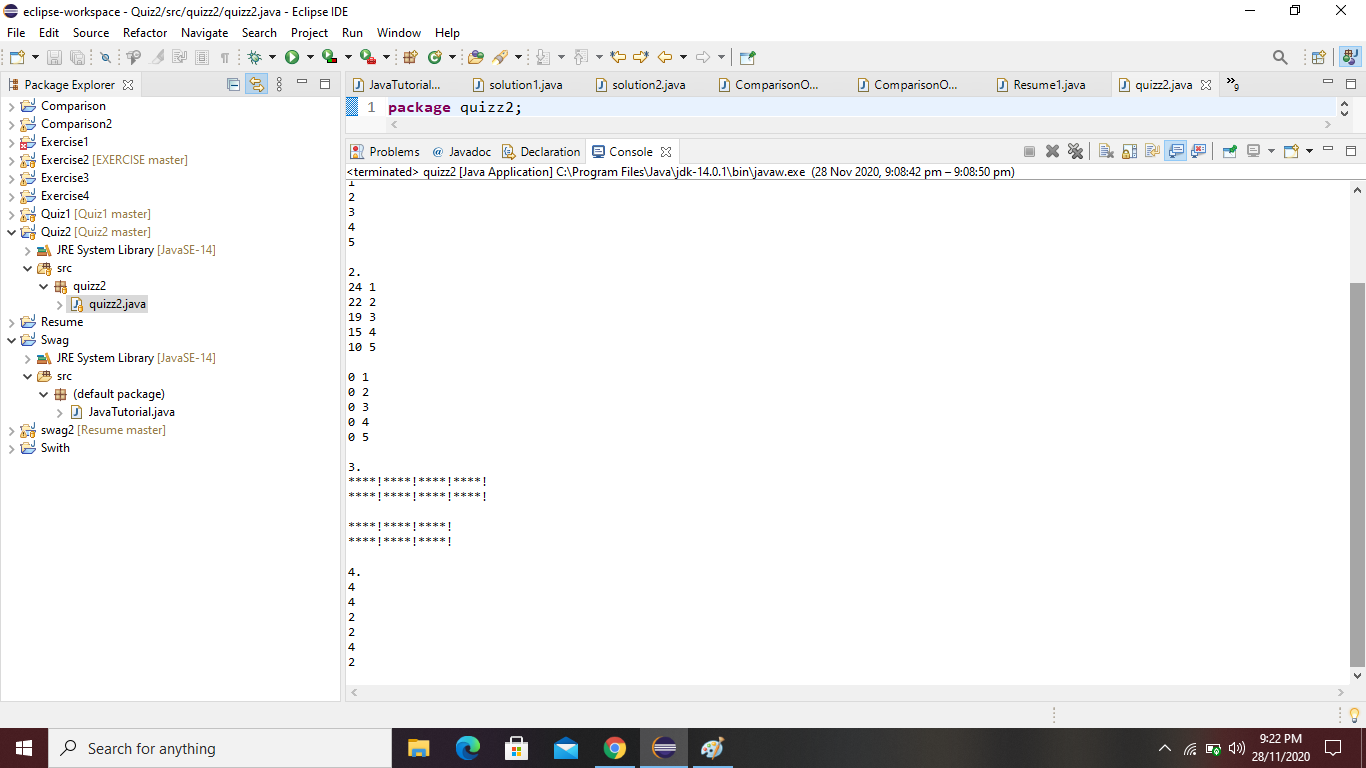 eclipse-workspace - Quiz2/src/quizz2/quizz2.java - Eclipse IDE
File Edit Source Refactor Navigate Search Project Run Window Help
Package Explorer
Comparison
Comparison2
Exercise1
Exercise2 [EXERCISE master]
Exercise3
Exercise4
Quiz1 [Quiz1 master]
Quiz2 [Quiz2 master]
JRE System Library [JavaSE-14]
src
quizz2
quizz2.java
Resume
Swag
JRE System Library [JavaSE-14]
src
(default package)
JavaTutorial.java
swag2 [Resume master]
Swith
JavaTutorial... solution1.java solution2.java ComparisonO... ComparisonO... Resume1.java quizz2.java »9
1 package quizz2;
Problems @ Javadoc Declaration Console
<terminated> quizz2 [Java Application] C:\Program Files\Java\jdk-14.0.1\bin\javaw.exe (28 Nov 2020, 9:08:42 pm – 9:08:50 pm)
1
2
3
4
5
2.
24 1
22 2
19 3
15 4
10 5
0 1
0 2
0 3
0 4
0 5
3.
****!****!****!****!
****!****!****!****!
****!****!****!
****!****!****!
4.
4
4
2
2
4
2
Search for anything
9:22 PM
28/11/2020